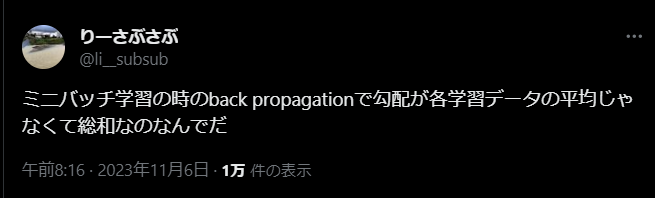 りーさぶさぶ
@li__subsub
ミニバッチ学習の時のback propagationで勾配が各学習データの平均じゃ
なくて総和なのなんでだ
午前8:16 · 2023年11月6日 · 1万 件の表示